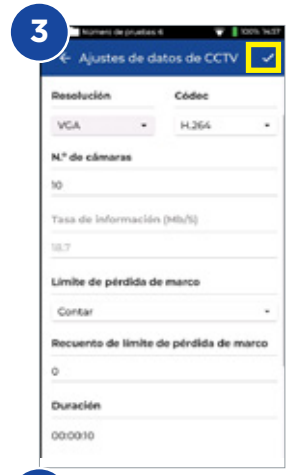 3
Número de pruebas 6 100% 14:37
Ajustes de datos de CCTV
Resolución Códec
VGA H.264
N.º de cámaras
10
Tasa de información (Mb/S)
18.7
Límite de pérdida de marco
Contar
Recuento de límite de pérdida de marco
0
Duración
00:00:10